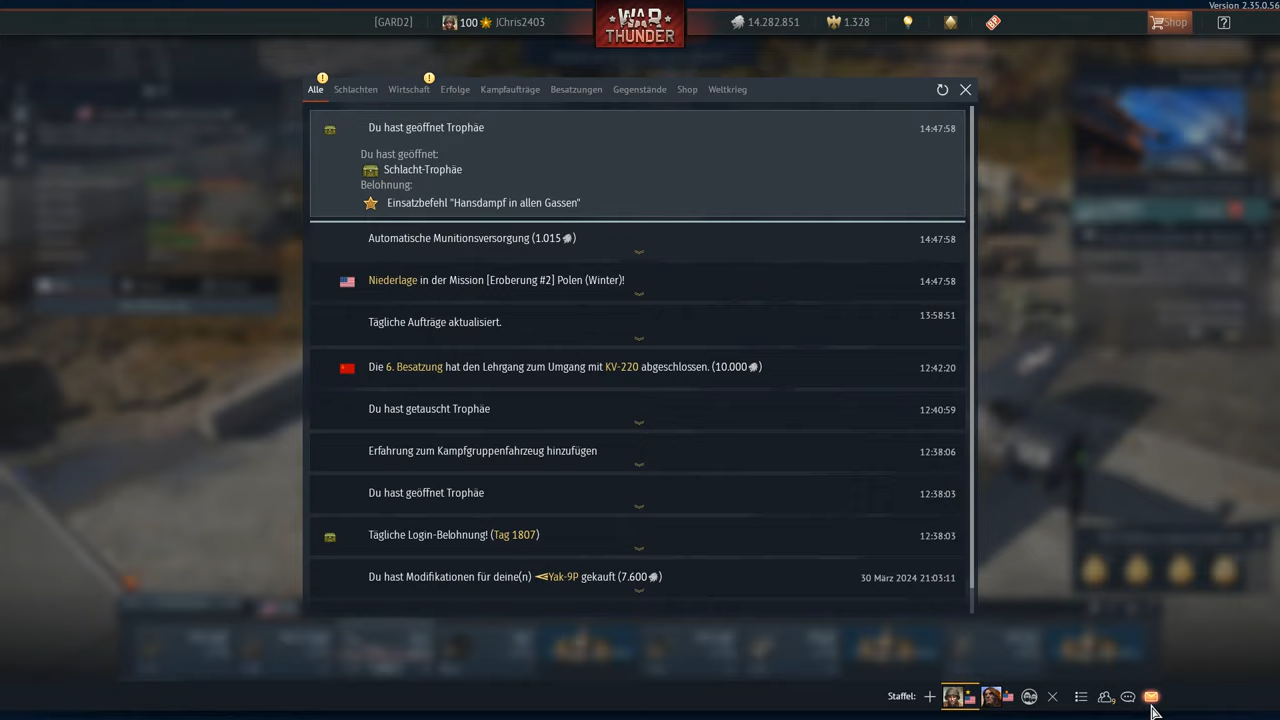 Version 2.35.0.56
[GARD2] 100 JChris2403 WAR THUNDER 14.282.851 1.328 Shop
Alle Schlachten Wirtschaft Erfolge Kampfaufträge Besatzungen Gegenstände Shop Weltkrieg
Du hast geöffnet Trophäe 14:47:58
Du hast geöffnet:
Schlacht-Trophäe
Belohnung:
Einsatzbefehl "Hansdampf in allen Gassen"
Automatische Munitionsversorgung (1.015) 14:47:58
Niederlage in der Mission [Eroberung #2] Polen (Winter)! 14:47:58
Tägliche Aufträge aktualisiert. 13:58:51
Die 6. Besatzung hat den Lehrgang zum Umgang mit KV-220 abgeschlossen. (10.000) 12:42:20
Du hast getauscht Trophäe 12:40:59
Erfahrung zum Kampfgruppenfahrzeug hinzufügen 12:38:06
Du hast geöffnet Trophäe 12:38:03
Tägliche Login-Belohnung! (Tag 1807) 12:38:03
Du hast Modifikationen für deine(n) Yak-9P gekauft (7.600) 30 März 2024 21:03:11
Staffel: 9